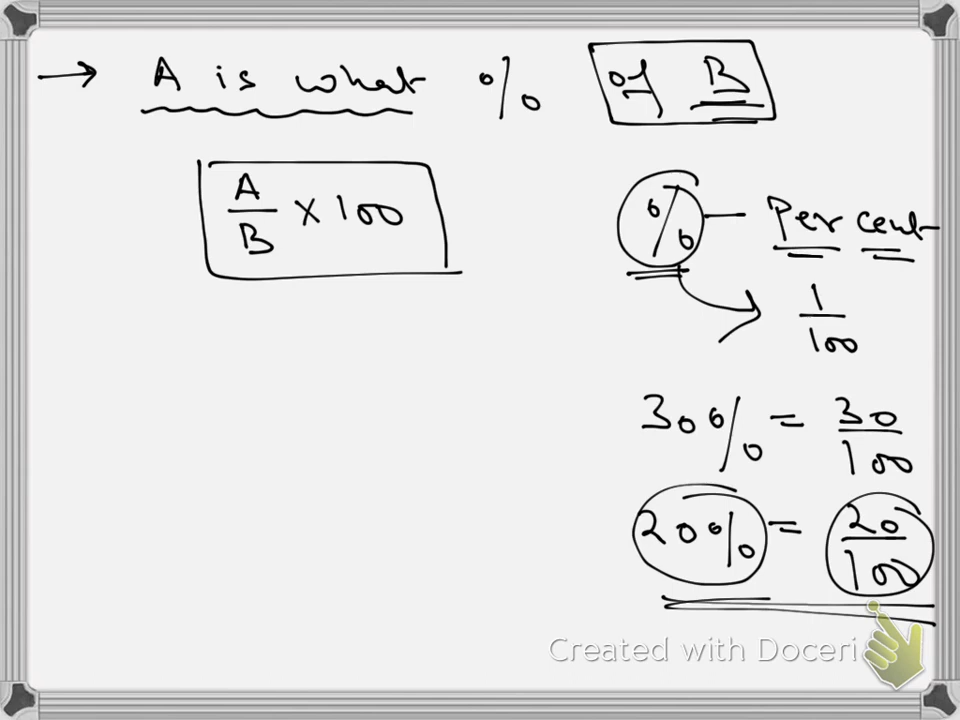 → A is what % of B
A/B × 100
% - Per cent
1/100
30% = 30/100
20% = 20/100
Created with Doceri